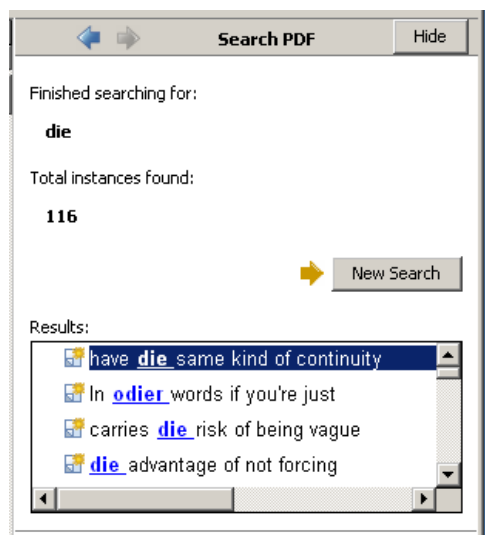 Search PDF Hide
Finished searching for:
die
Total instances found:
116
New Search
Results:
have die same kind of continuity
In odier words if you're just
carries die risk of being vague
die advantage of not forcing